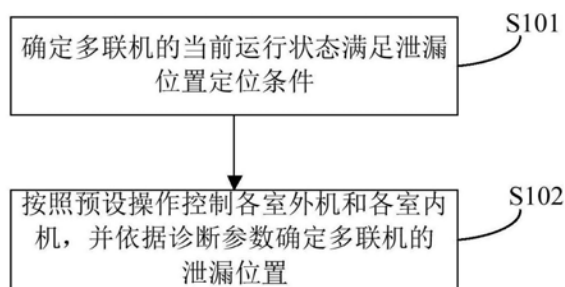 确定多联机的当前运行状态满足泄漏
位置定位条件
S101
按照预设操作控制各室外机和各室内
机，并依据诊断参数确定多联机的
泄漏位置
S102